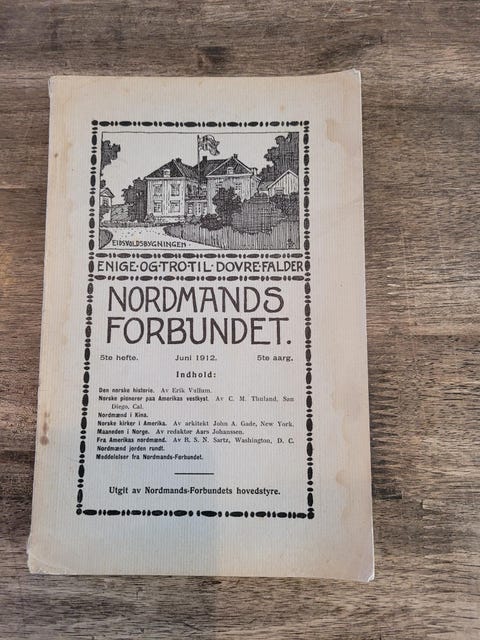 EIDSVOLDSBYGNINGEN
ENIGE·OG·TRO·TIL·DOVRE·FALDER
NORDMANDS
FORBUNDET.
5te hefte. Juni 1912. 5te aarg.
Indhold:
Den norske historie. Av Erik Vullum.
Norske pionerer paa Amerikas vestkyst. Av C. M. Thuland, San
Diego, Cal.
Nordmænd i Kina.
Norske kirker i Amerika. Av arkitekt John A. Gade, New York.
Maaneden i Norge. Av redaktør Aars Johanssen.
Fra Amerikas nordmænd. Av R. S. N. Sartz, Washington, D. C.
Nordmænd jorden rundt.
Meddelelser fra Nordmands-Forbundet.
Utgit av Nordmands-Forbundets hovedstyre.